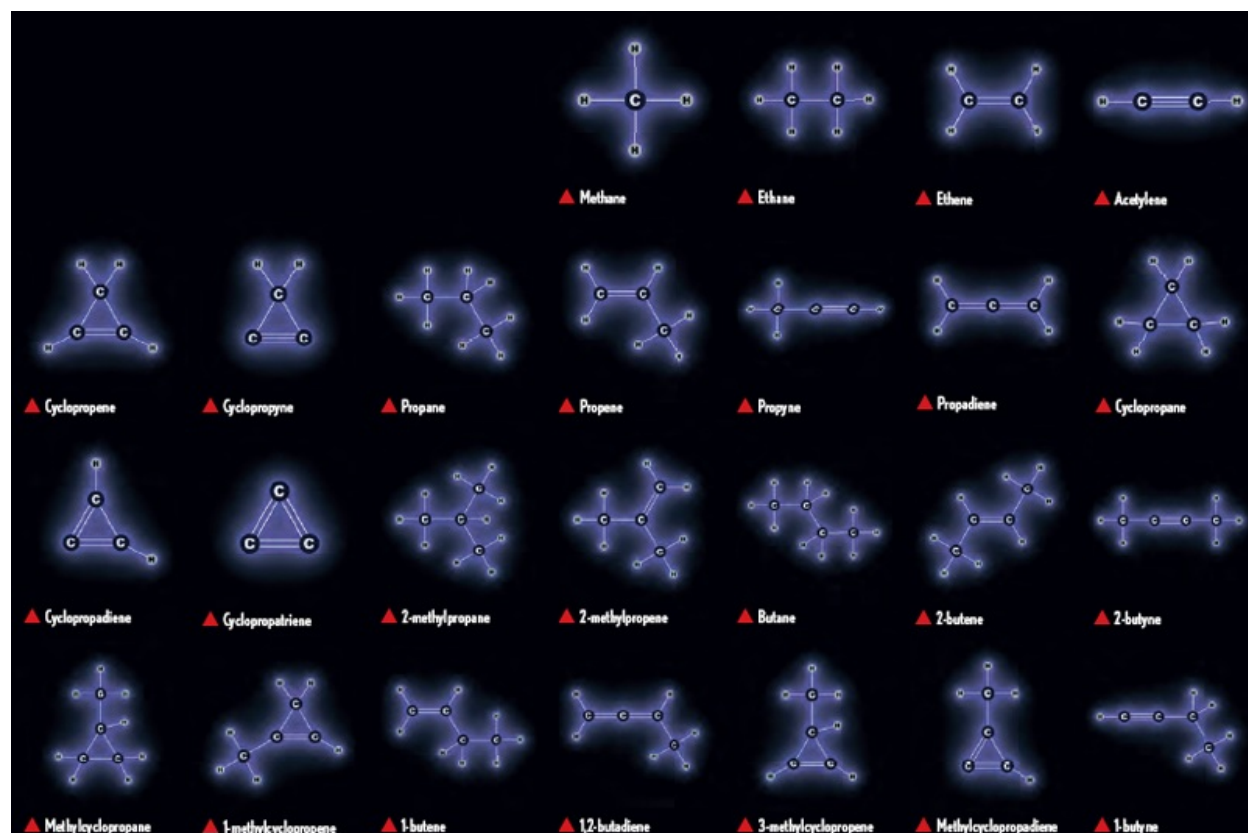 Methane
Ethane
Ethene
Acetylene
Cyclopropene
Cyclopropyne
Propane
Propene
Propyne
Propadiene
Cyclopropane
Cyclopropadiene
Cyclopropatriene
2-methylpropane
2-methylpropene
Butane
2-butene
2-butyne
Methylcyclopropane
1-methylcyclopropene
1-butene
1,2-butadiene
3-methylcyclopropene
Methylcyclopropadiene
1-butyne